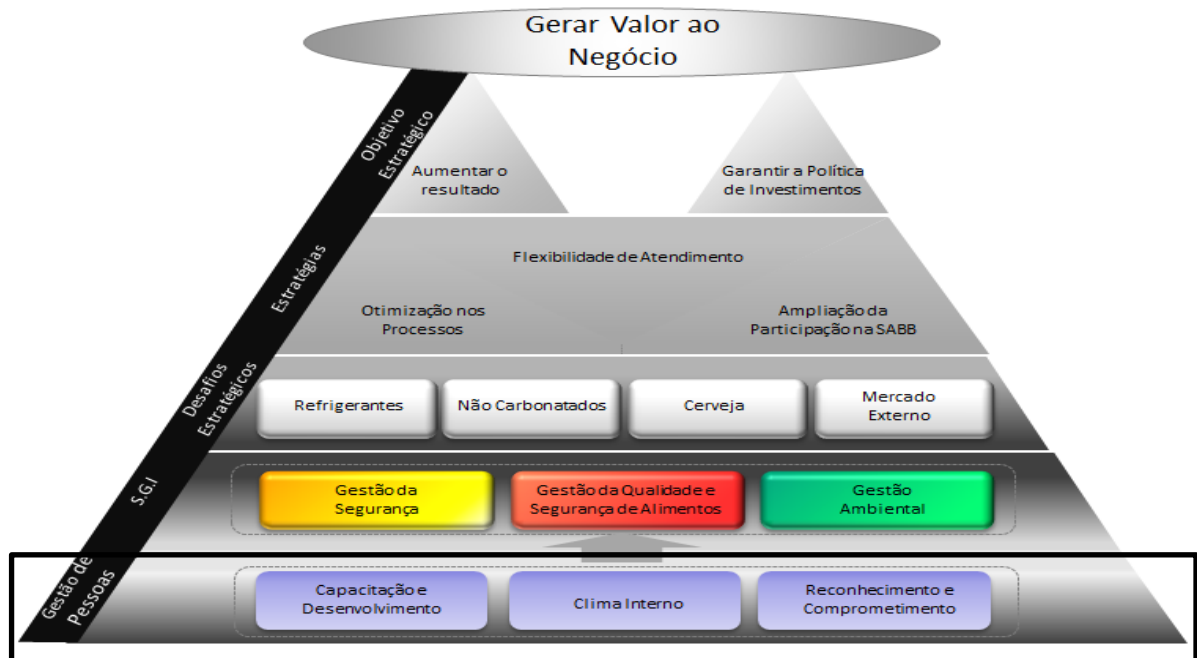 Gerar Valor ao
Negócio
Objetivo
Estratégico
Aumentar o
resultado
Garantir a Política
de Investimentos
Estratégias
Flexibilidade de Atendimento
Otimização nos
Processos
Ampliação da
Participação na SABB
Desafios
Estratégicos
Refrigerantes
Não Carbonatados
Cerveja
Mercado
Externo
S.G.I
Gestão da
Segurança
Gestão da Qualidade e
Segurança de Alimentos
Gestão
Ambiental
Gestão de
Pessoas
Capacitação e
Desenvolvimento
Clima Interno
Reconhecimento e
Comprometimento